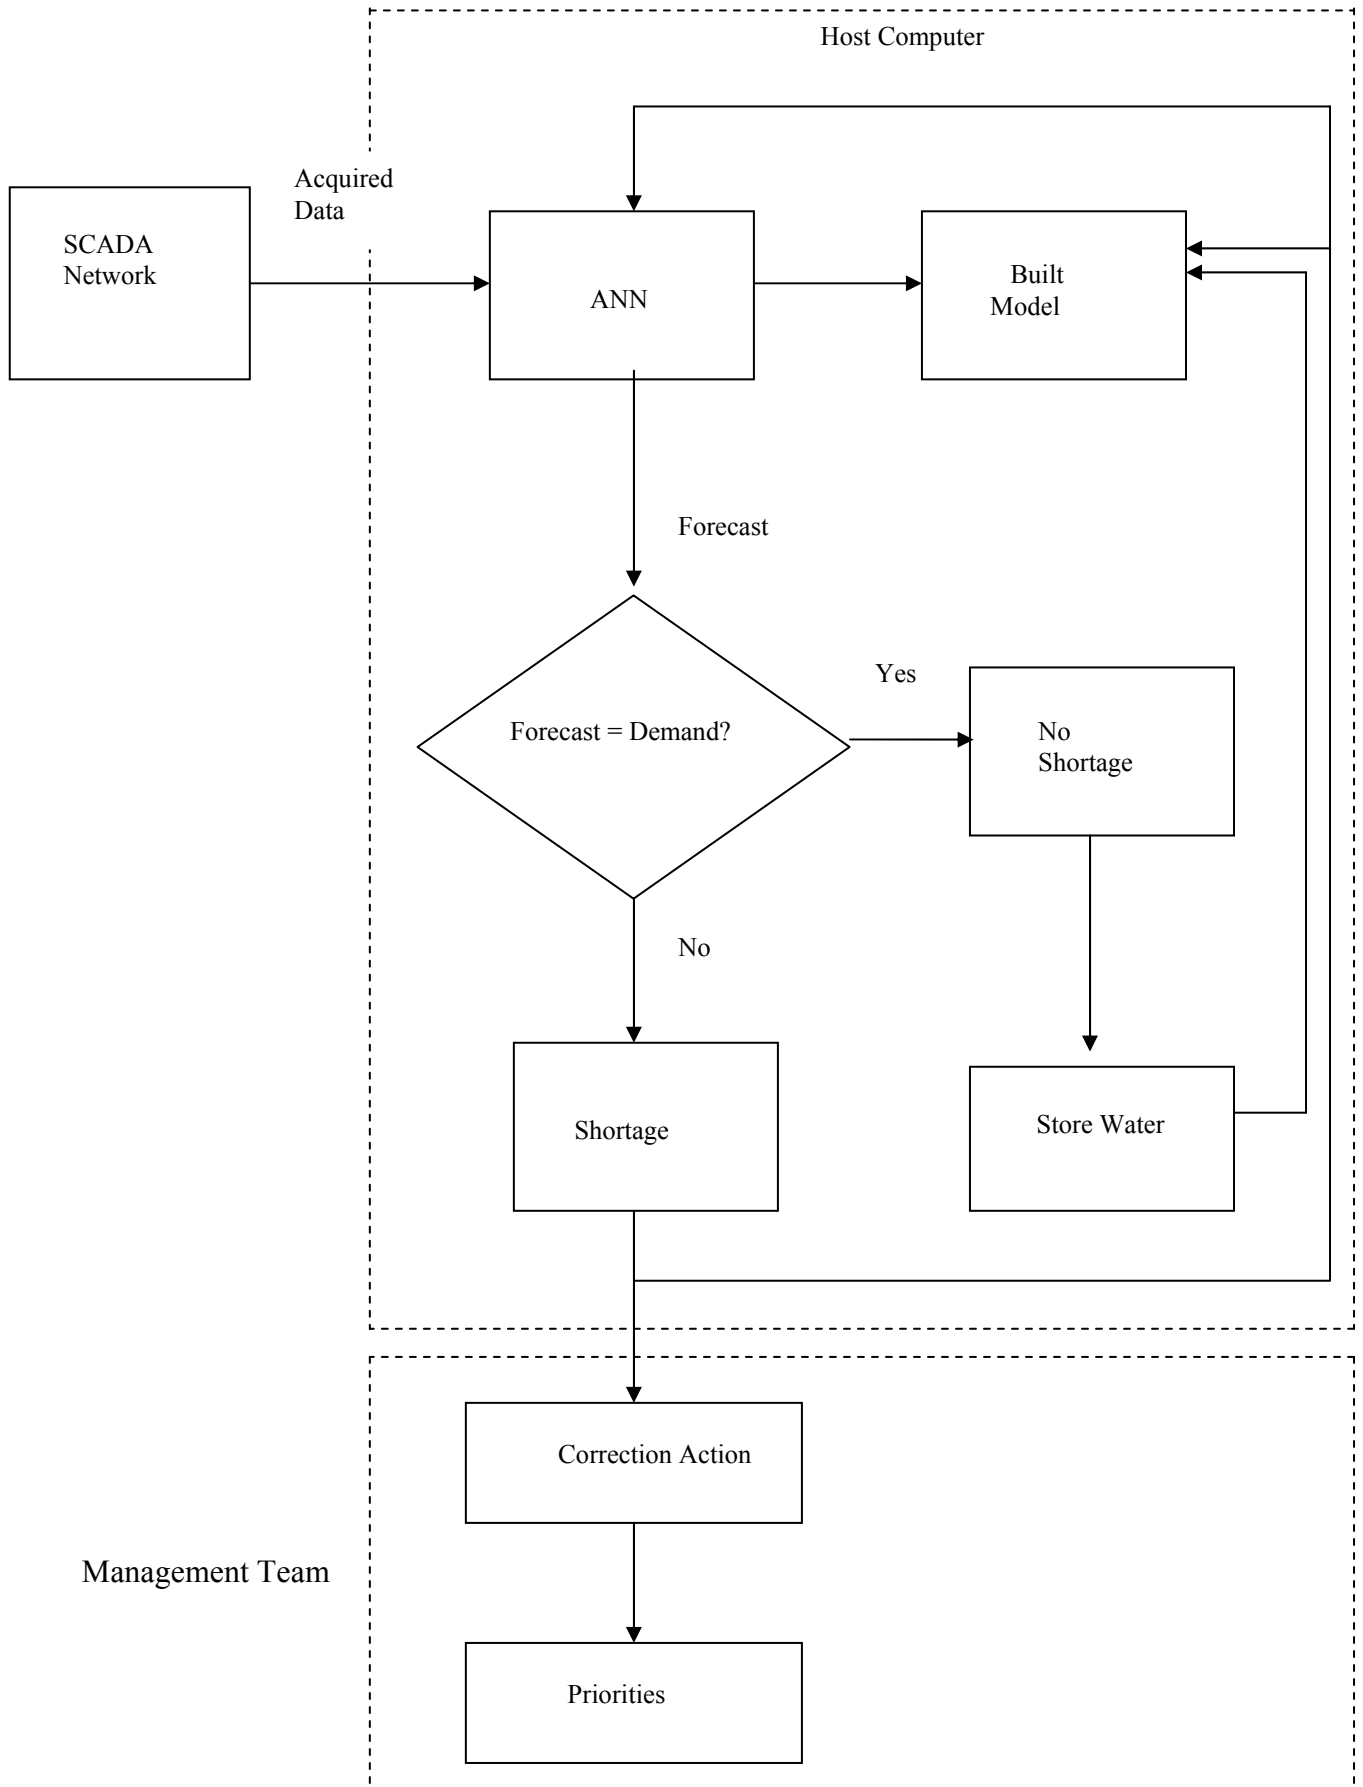 Host Computer
Acquired
Data
SCADA
Network
ANN
Built
Model
Forecast
Yes
Forecast = Demand?
No
Shortage
No
Shortage
Store Water
Correction Action
Management Team
Priorities